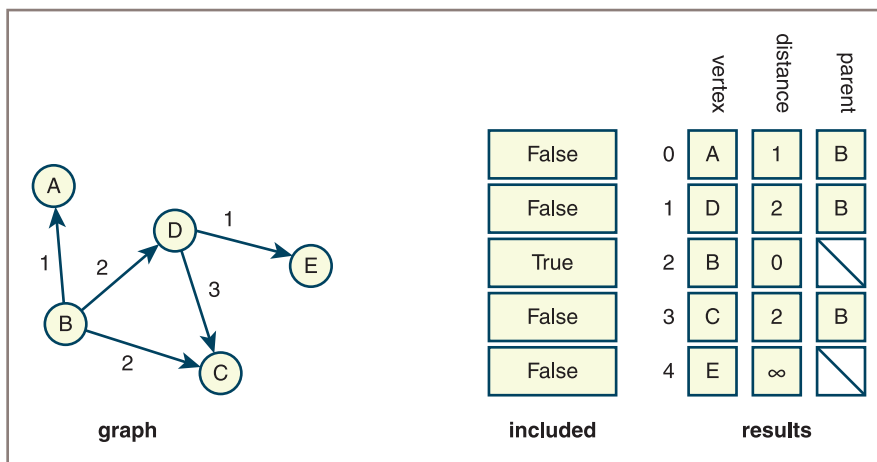 vertex distance parent
False 0 A 1 B
False 1 D 2 B
True 2 B 0
False 3 C 2 B
False 4 E ∞
A
D 1
1 2 E
3
B
2
C
graph included results